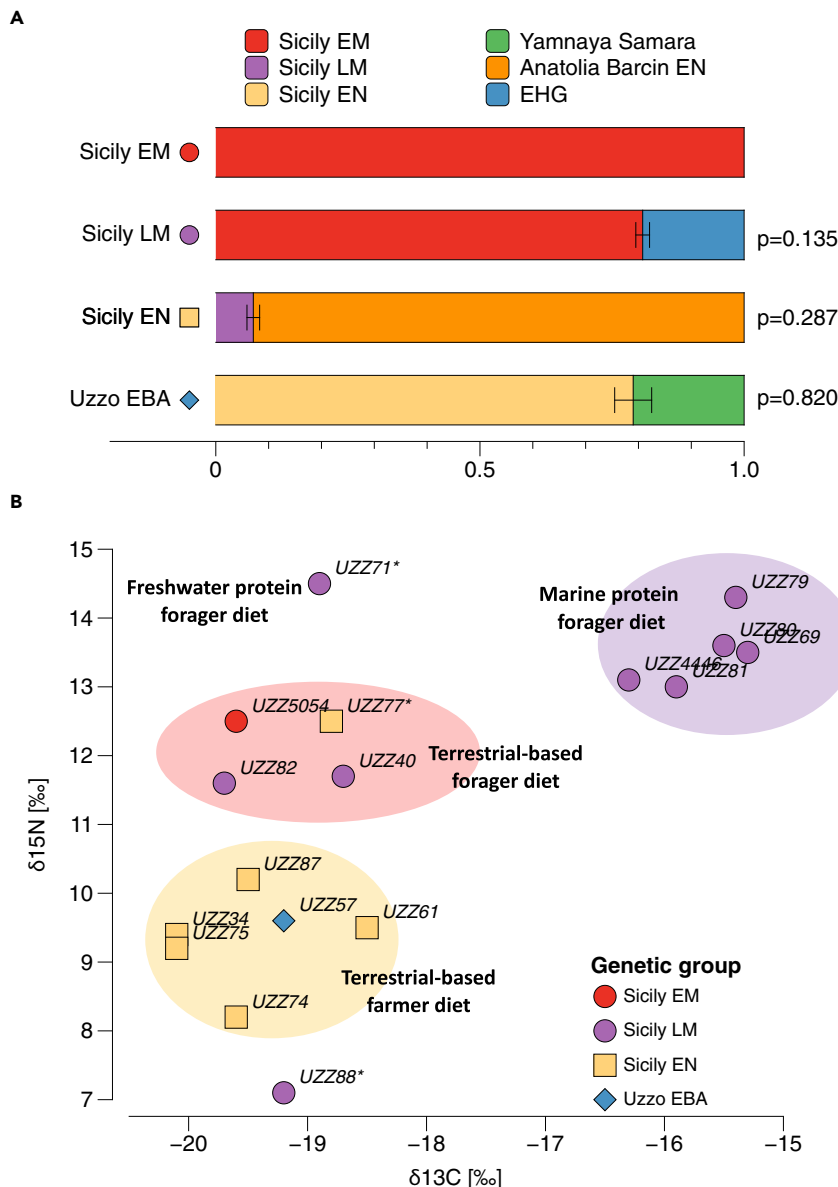 A
Sicily EM
Yamnaya Samara
Sicily LM
Anatolia Barcin EN
Sicily EN
EHG
Sicily EM
Sicily LM
p=0.135
Sicily EN
p=0.287
Uzzo EBA
p=0.820
0
0.5
1.0
B
15
14
13
12
11
10
9
8
7
δ15N [‰]
UZZ71*
Freshwater protein
forager diet
Marine protein
forager diet
UZZ79
UZZ80
UZZ69
UZZ4446
UZZ81
UZZ5054
UZZ77*
UZZ82
UZZ40
Terrestrial-based
forager diet
UZZ87
UZZ34
UZZ57
UZZ61
UZZ75
UZZ74
Terrestrial-based
farmer diet
UZZ88*
Genetic group
Sicily EM
Sicily LM
Sicily EN
Uzzo EBA
−20
−19
−18
−17
−16
−15
δ13C [‰]